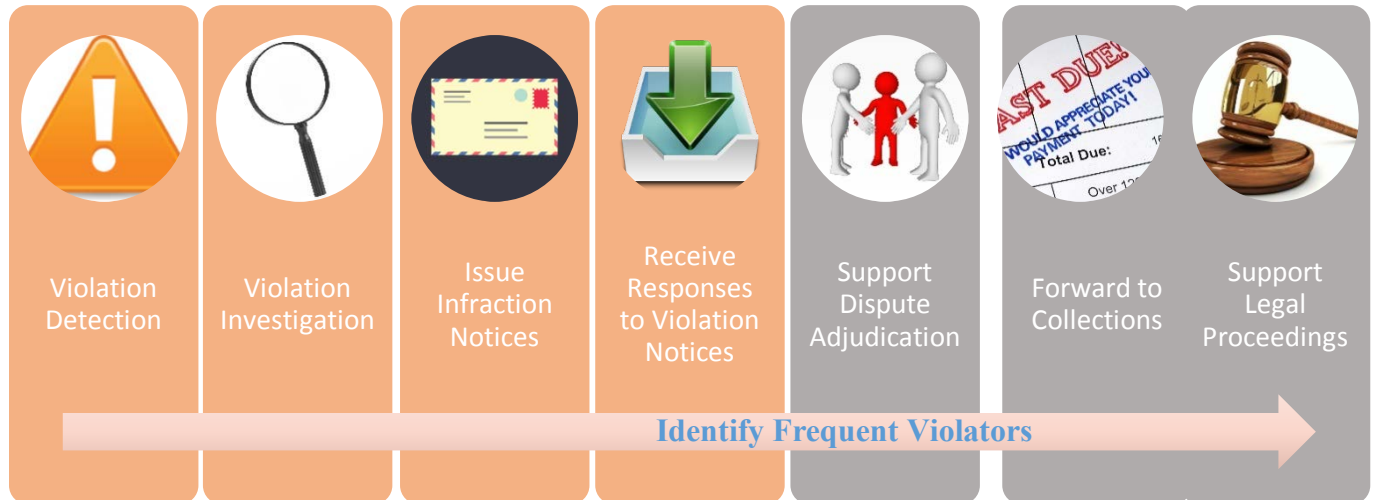 AST DUE!
WOULD APPRECIATE YOU
PAYMENT TODAY!
Total Due:
Over
Violation
Detection
Violation
Investigation
Issue
Infraction
Notices
Receive
Responses
to Violation
Notices
Support
Dispute
Adjudication
Forward to
Collections
Support
Legal
Proceedings
Identify Frequent Violators